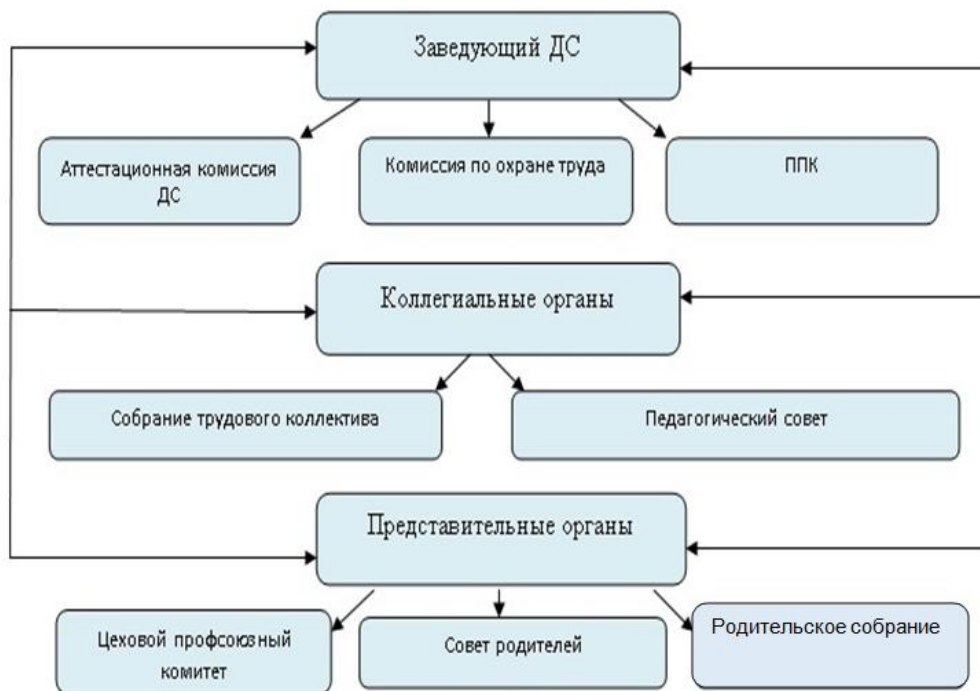 Заведующий ДС
Аттестационная комиссия
ДС
Комиссия по охране труда
ППК
Коллегиальные органы
Собрание трудового коллектива
Педагогический совет
Представительные органы
Цеховой профсоюзный
комитет
Совет родителей
Родительское собрание